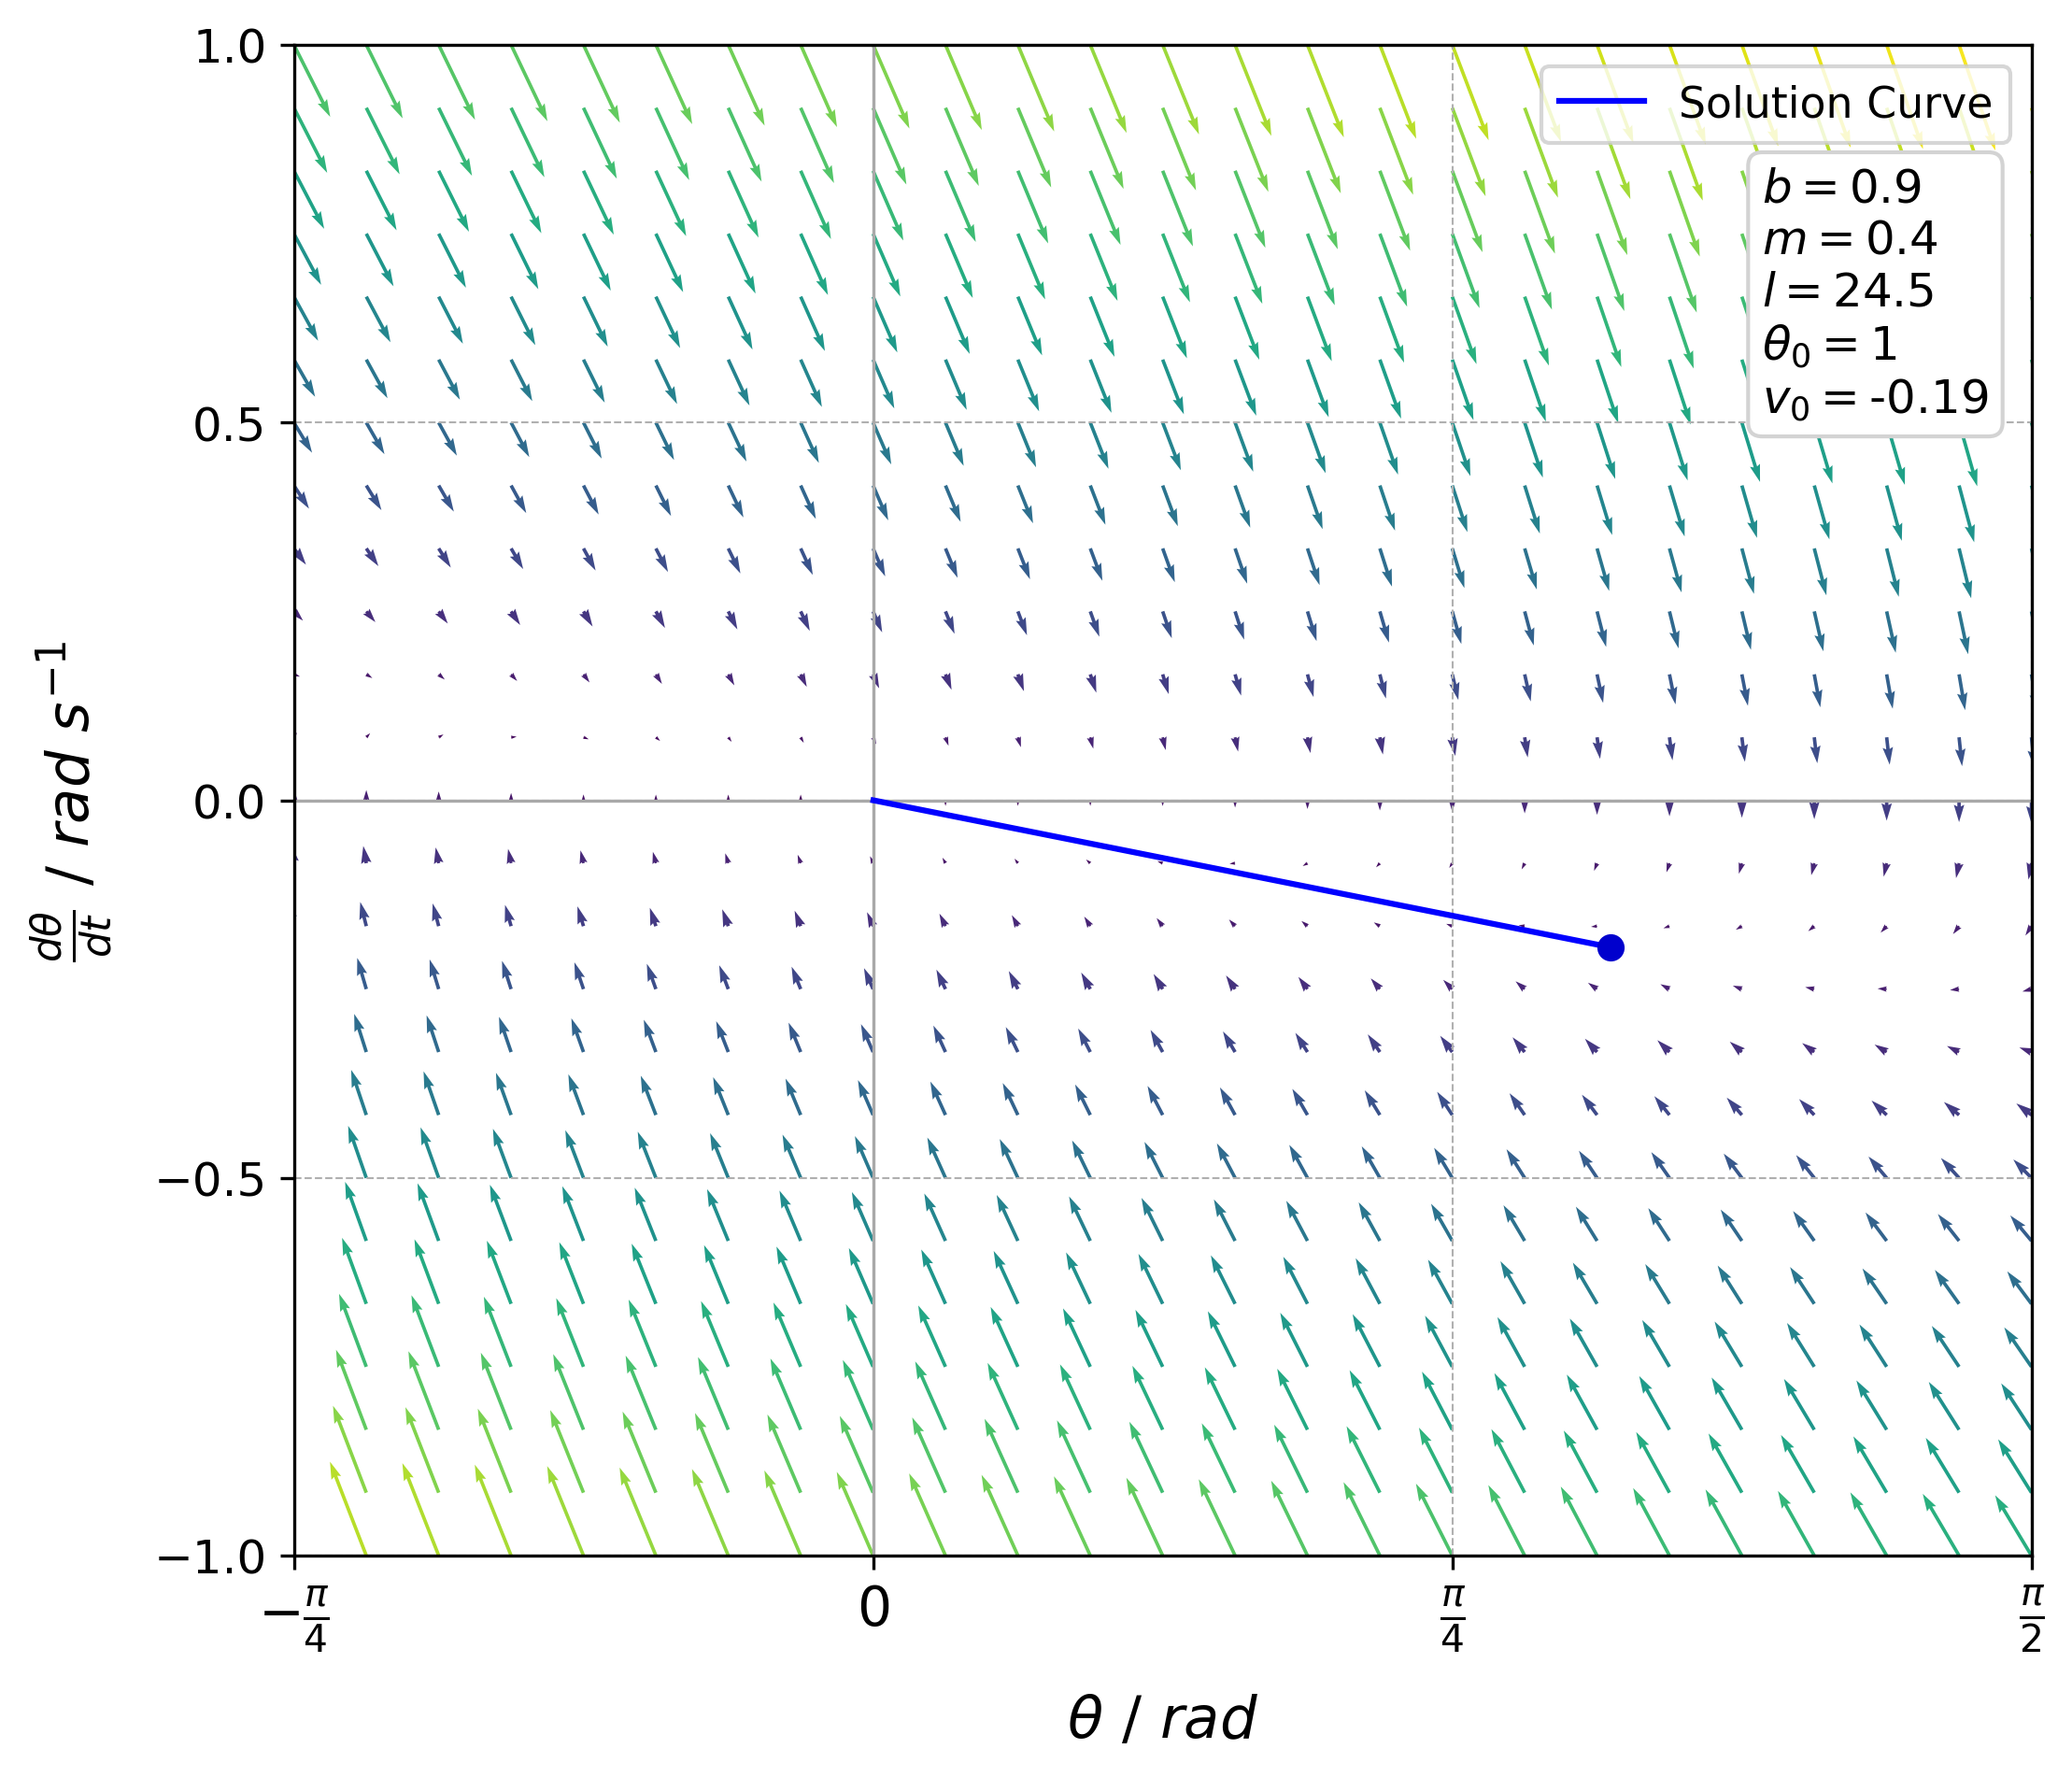 1.0
0.5
0.0
−0.5
−1.0
dθ/dt / rad s⁻¹
Solution Curve
b = 0.9
m = 0.4
l = 24.5
θ₀ = 1
v₀ = -0.19
−π/4
0
π/4
π/2
θ / rad